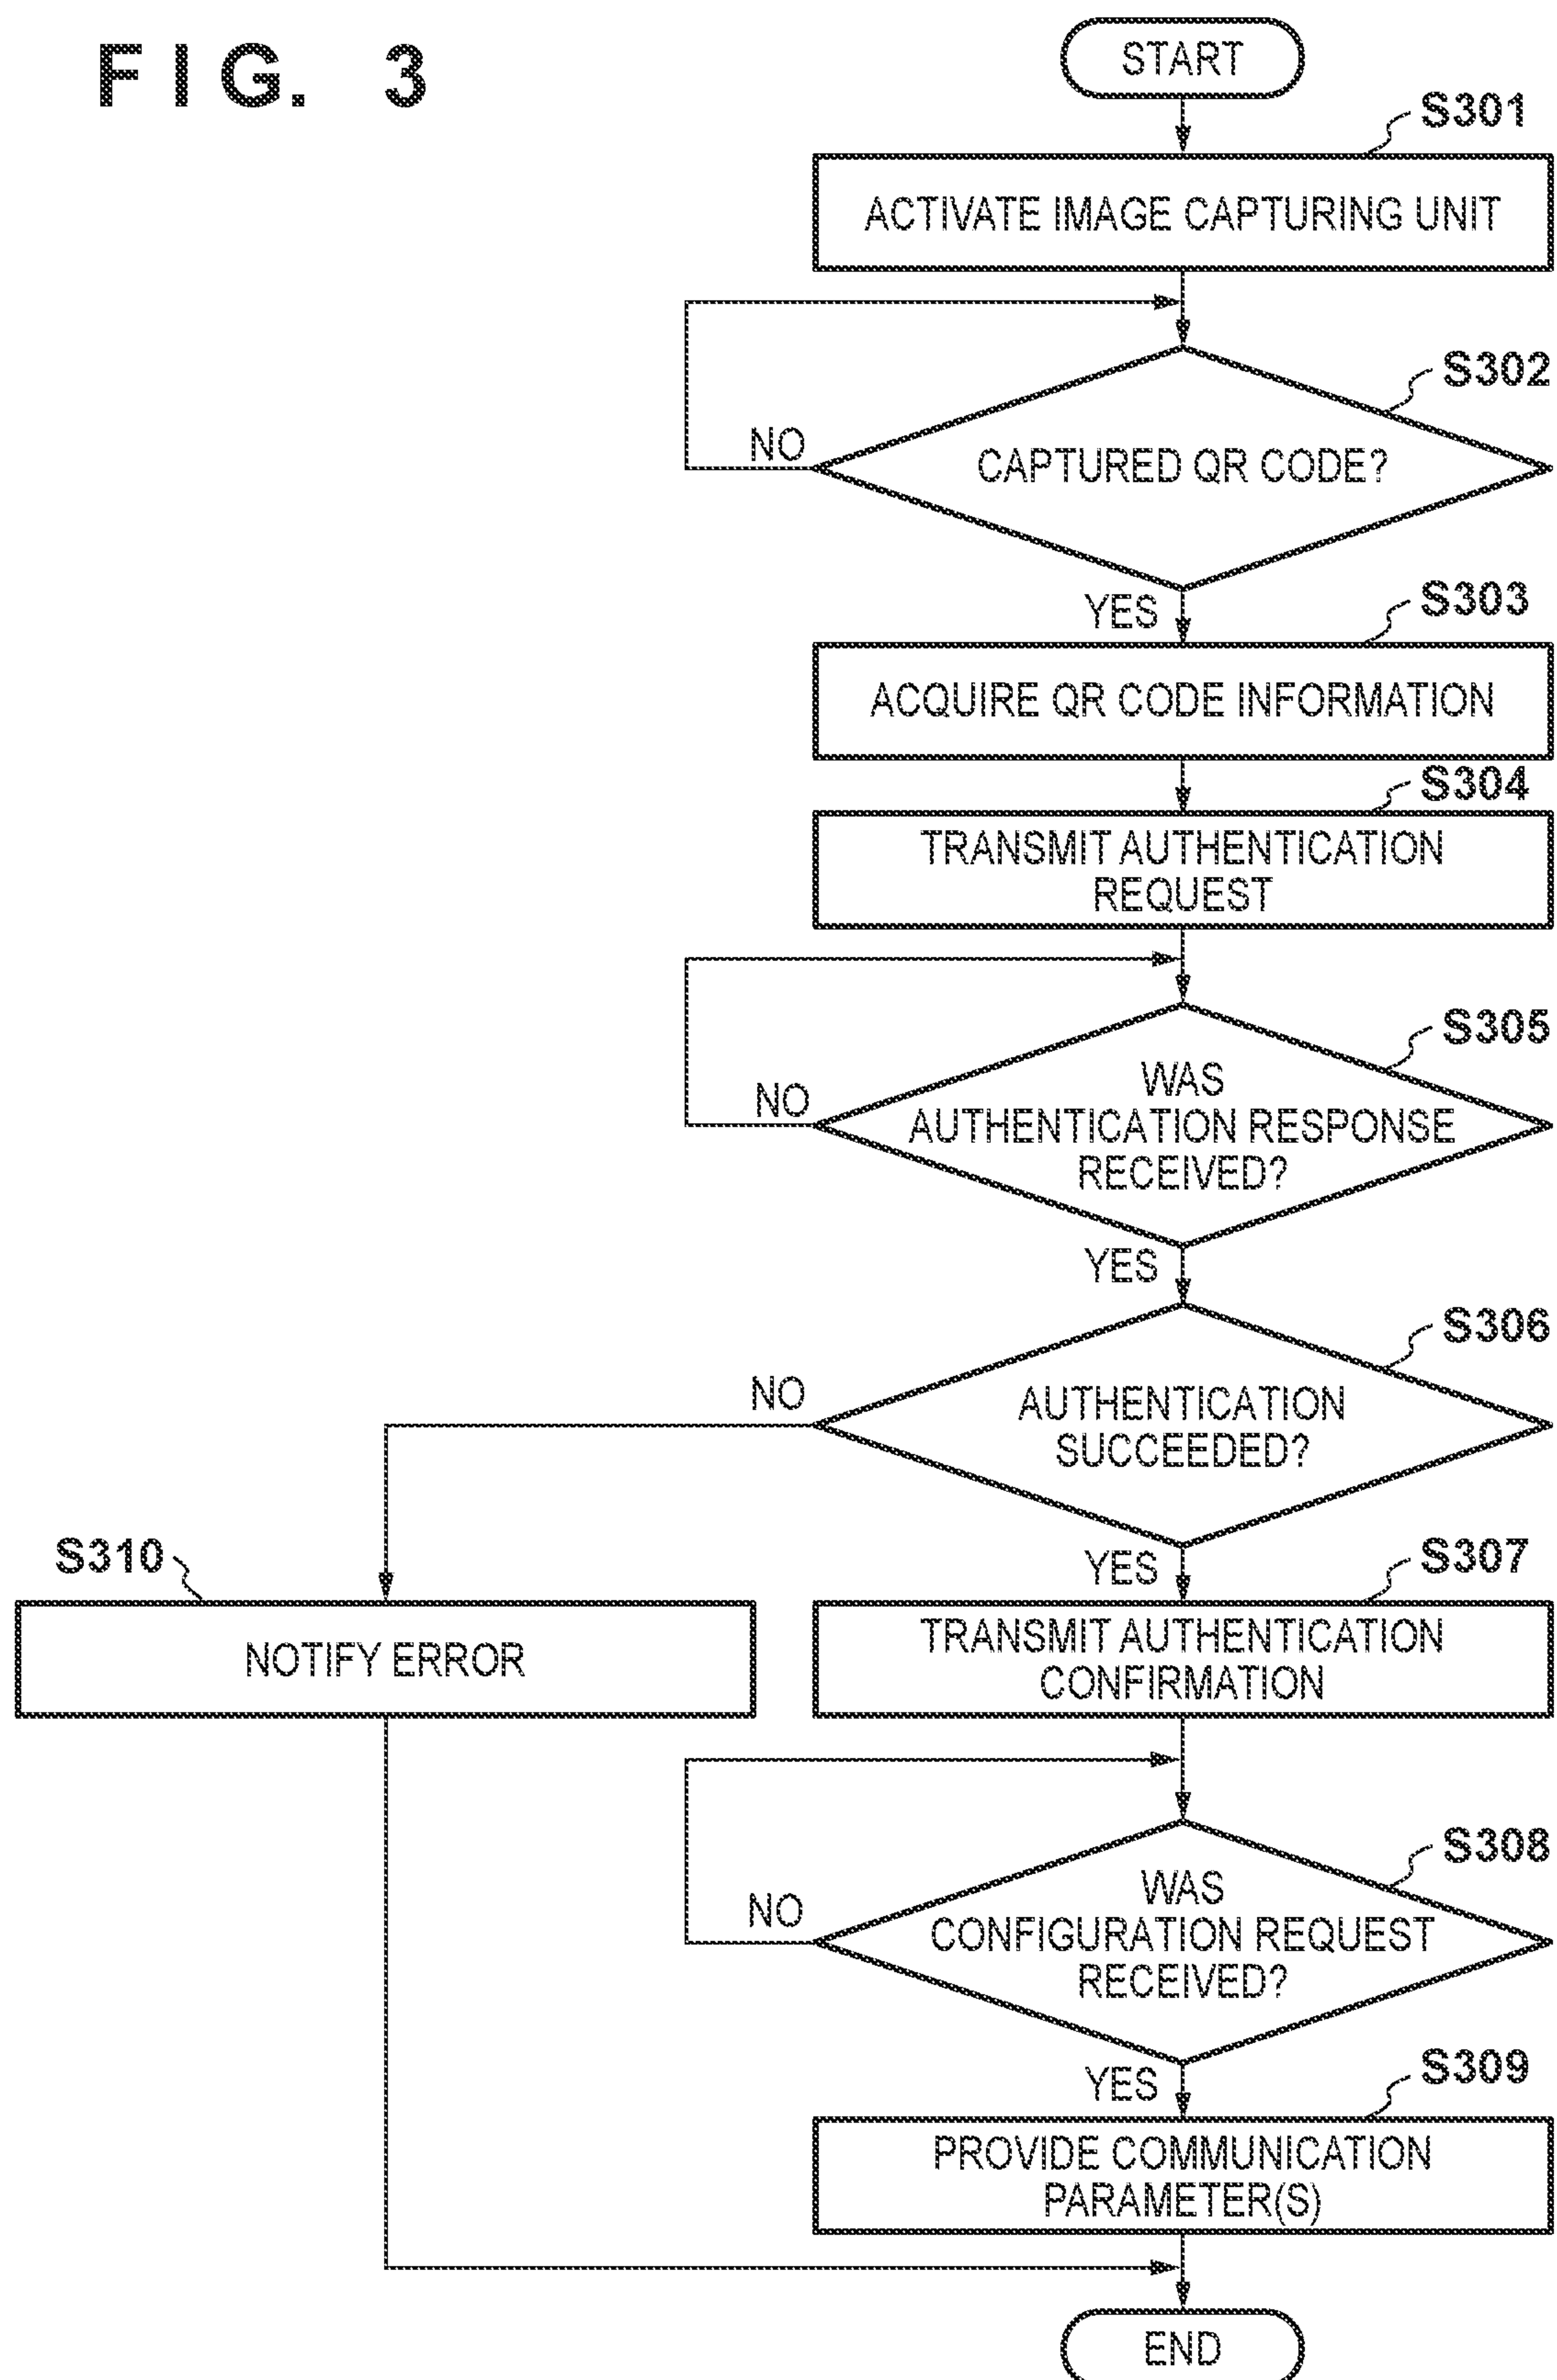 FIG. 3
START
S301
ACTIVATE IMAGE CAPTURING UNIT
S302
NO
CAPTURED QR CODE?
YES
S303
ACQUIRE QR CODE INFORMATION
S304
TRANSMIT AUTHENTICATION
REQUEST
S305
NO
WAS
AUTHENTICATION RESPONSE
RECEIVED?
YES
S306
NO
AUTHENTICATION
SUCCEEDED?
YES
S310
NOTIFY ERROR
S307
TRANSMIT AUTHENTICATION
CONFIRMATION
S308
NO
WAS
CONFIGURATION REQUEST
RECEIVED?
YES
S309
PROVIDE COMMUNICATION
PARAMETER(S)
END